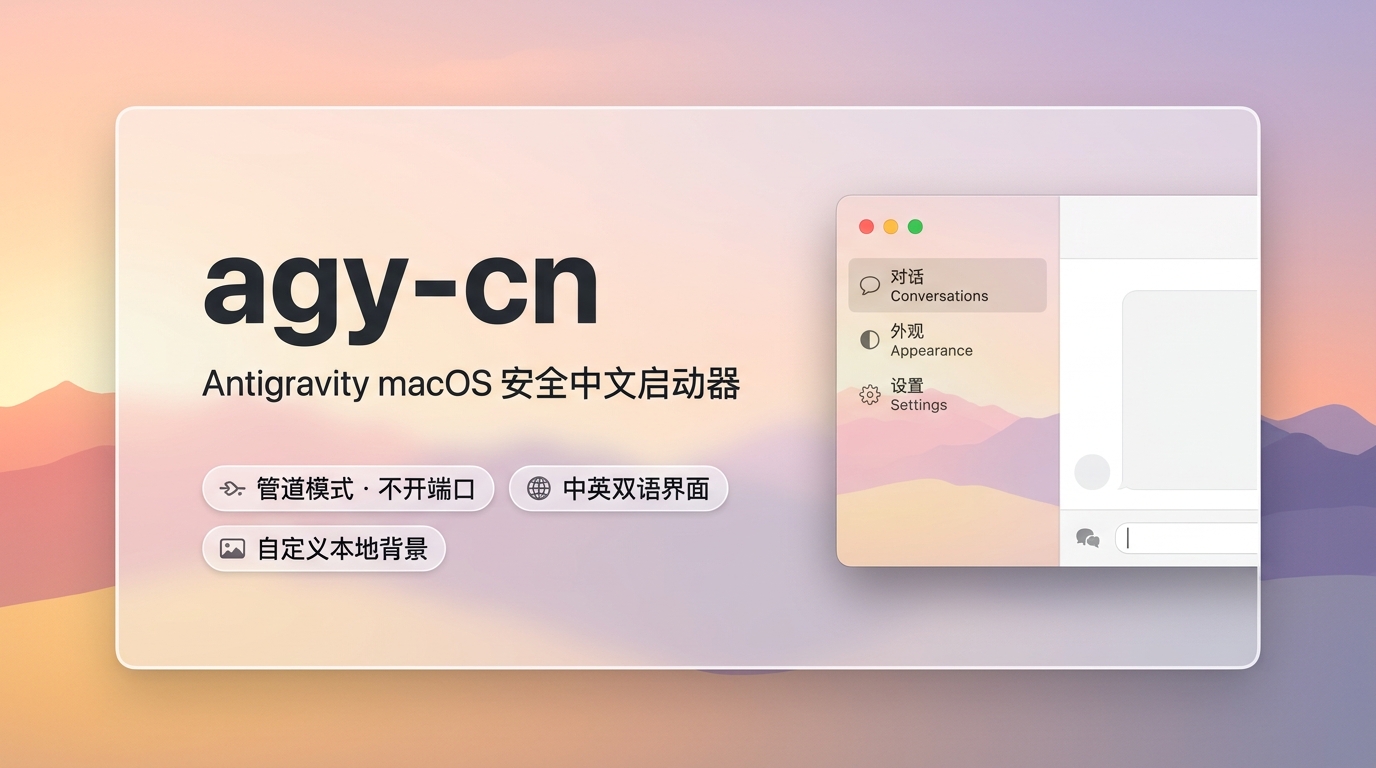 agy-cn
Antigravity macOS 安全中文启动器
管道模式 · 不开端口
中英双语界面
自定义本地背景
对话
Conversations
外观
Appearance
设置
Settings